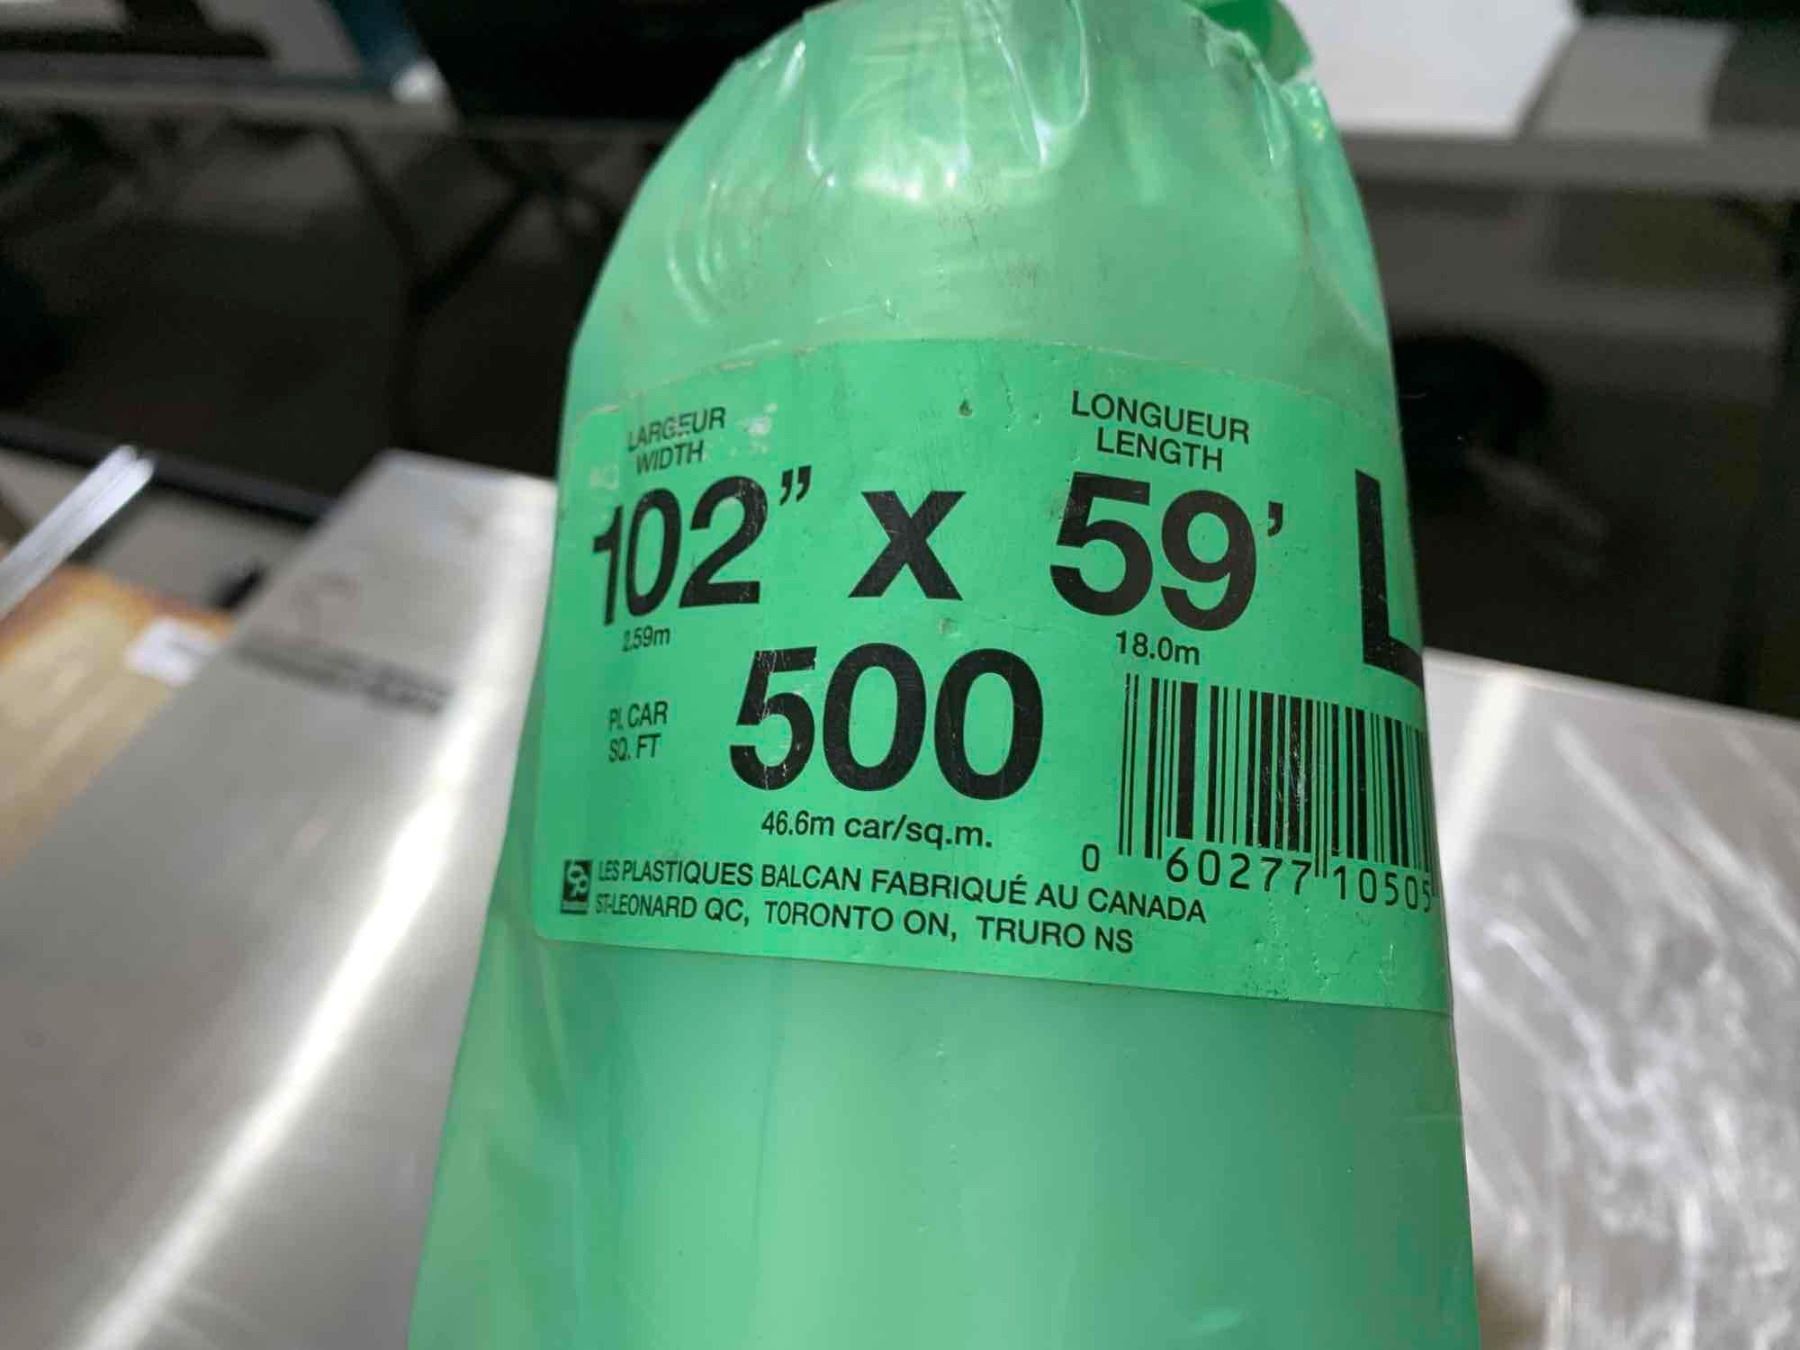 LARGEUR
WIDTH
LONGUEUR
LENGTH
102" x 59' L
2.59m
18.0m
PI. CAR
SQ. FT
500
46.6m car/sq.m.
0 60277 10505
LES PLASTIQUES BALCAN FABRIQUÉ AU CANADA
ST-LEONARD QC, TORONTO ON, TRURO NS